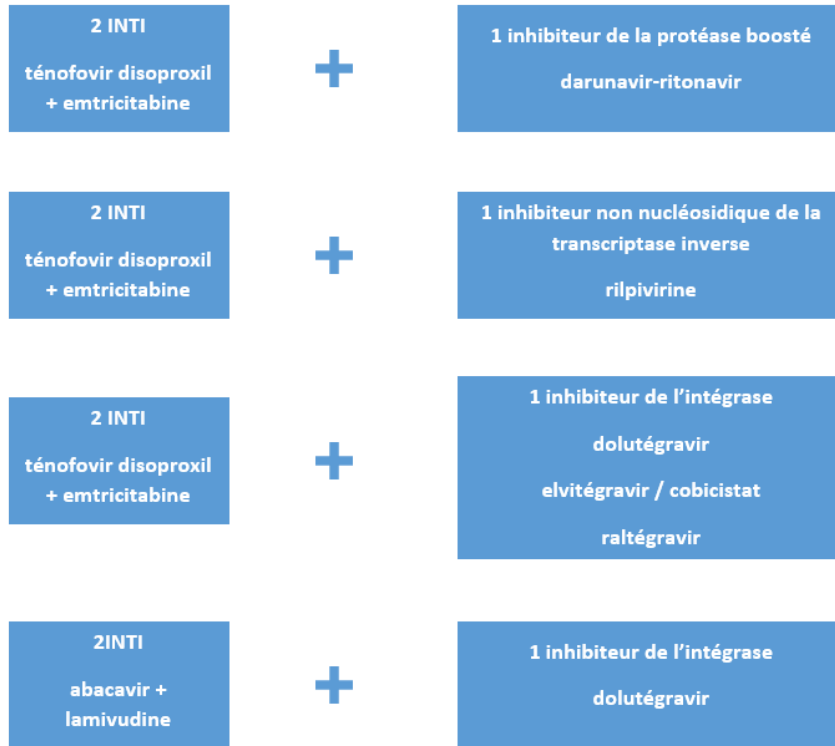 2 INTI
ténofovir disoproxil
+ emtricitabine
+
1 inhibiteur de la protéase boosté
darunavir-ritonavir
2 INTI
ténofovir disoproxil
+ emtricitabine
+
1 inhibiteur non nucléosidique de la
transcriptase inverse
rilpivirine
2 INTI
ténofovir disoproxil
+ emtricitabine
+
1 inhibiteur de l’intégrase
dolutégravir
elvitégravir / cobicistat
raltégravir
2INTI
abacavir +
lamivudine
+
1 inhibiteur de l’intégrase
dolutégravir